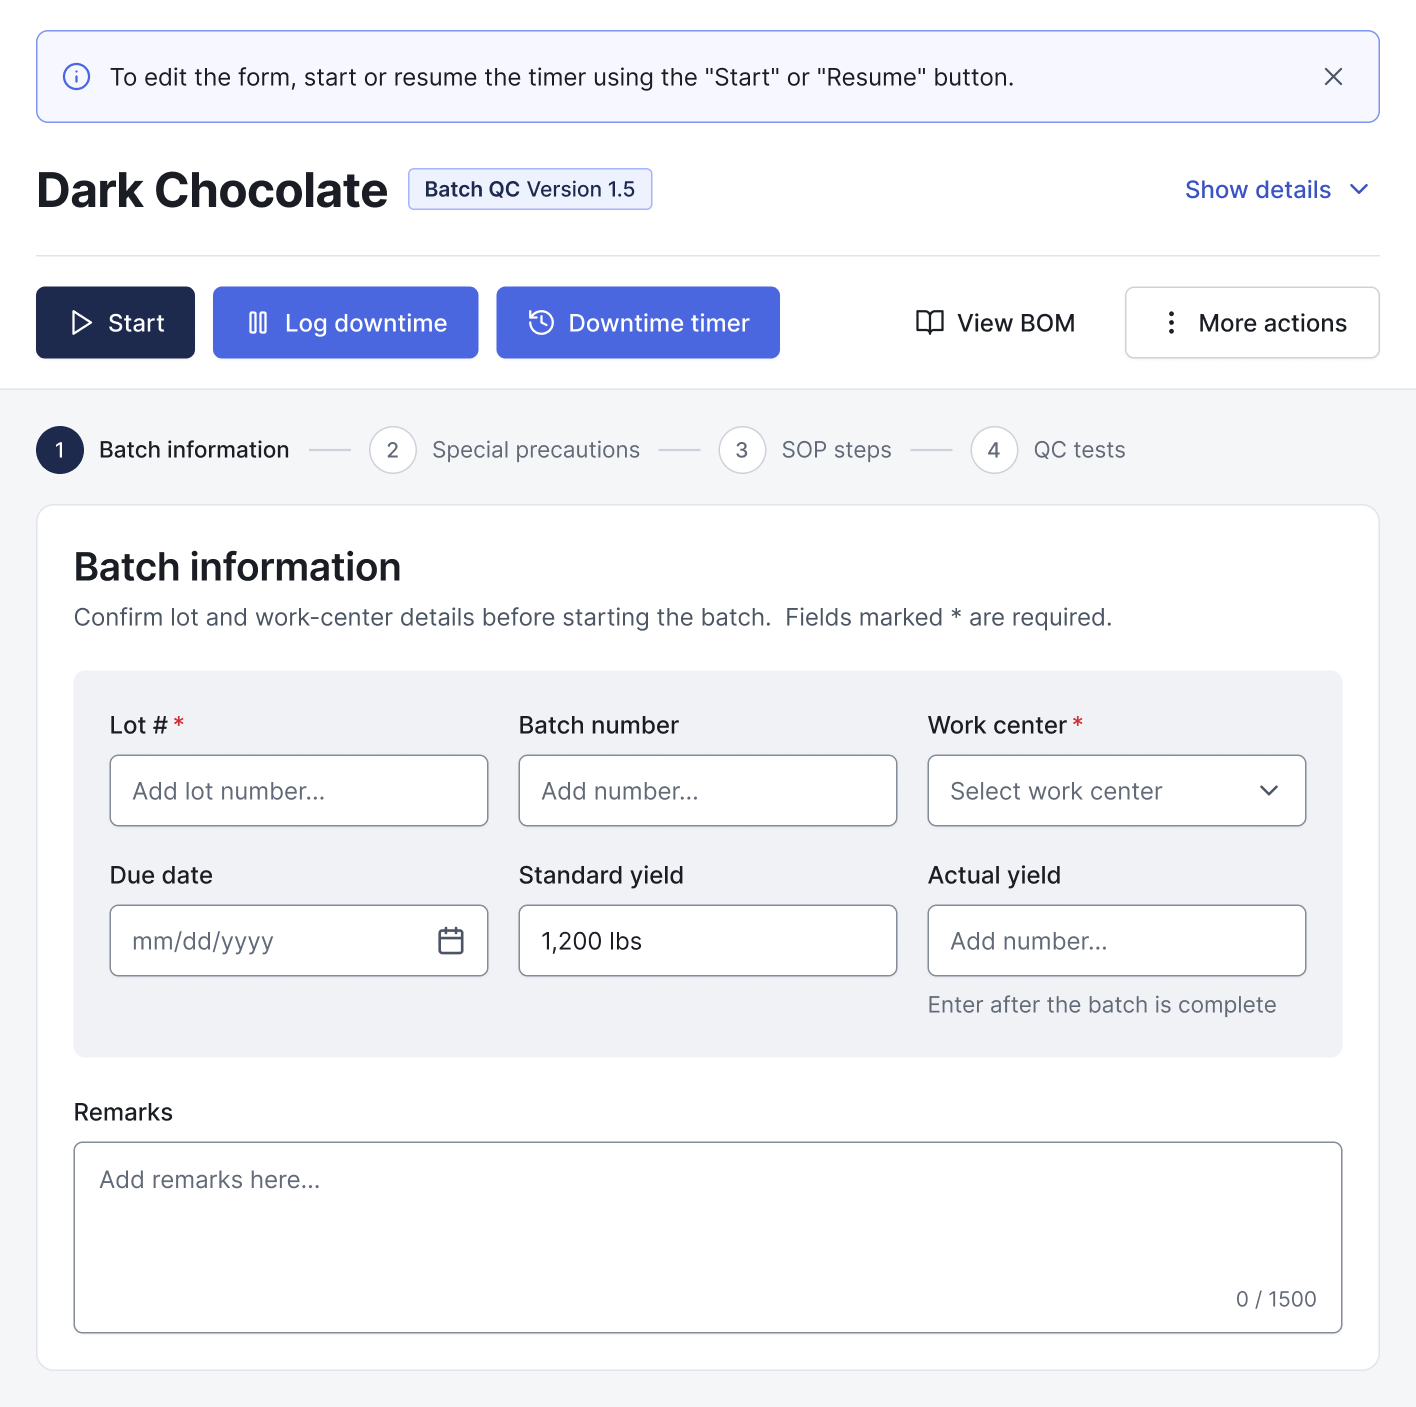 To edit the form, start or resume the timer using the "Start" or "Resume" button.
Dark Chocolate
Batch QC Version 1.5
Show details
Start
Log downtime
Downtime timer
View BOM
More actions
1 Batch information
2 Special precautions
3 SOP steps
4 QC tests
Batch information
Confirm lot and work-center details before starting the batch. Fields marked * are required.
Lot # *
Batch number
Work center *
Add lot number...
Add number...
Select work center
Due date
Standard yield
Actual yield
mm/dd/yyyy
1,200 lbs
Add number...
Enter after the batch is complete
Remarks
Add remarks here...
0 / 1500